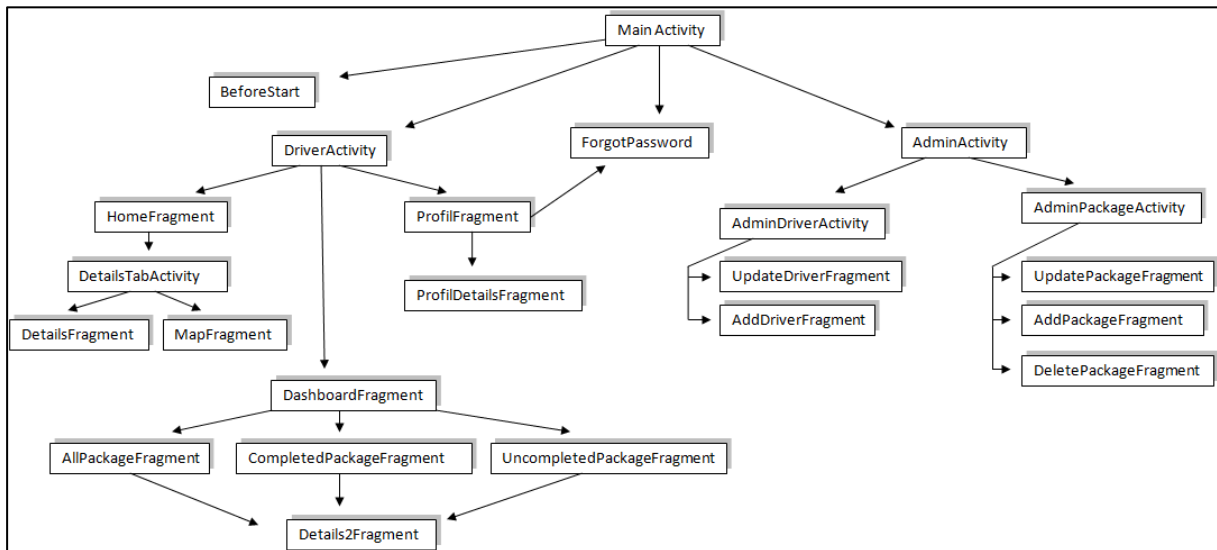 Main Activity
BeforeStart
DriverActivity
ForgotPassword
AdminActivity
HomeFragment
ProfilFragment
AdminDriverActivity
AdminPackageActivity
DetailsTabActivity
ProfilDetailsFragment
UpdateDriverFragment
UpdatePackageFragment
DetailsFragment
MapFragment
AddDriverFragment
AddPackageFragment
DeletePackageFragment
DashboardFragment
AllPackageFragment
CompletedPackageFragment
UncompletedPackageFragment
Details2Fragment